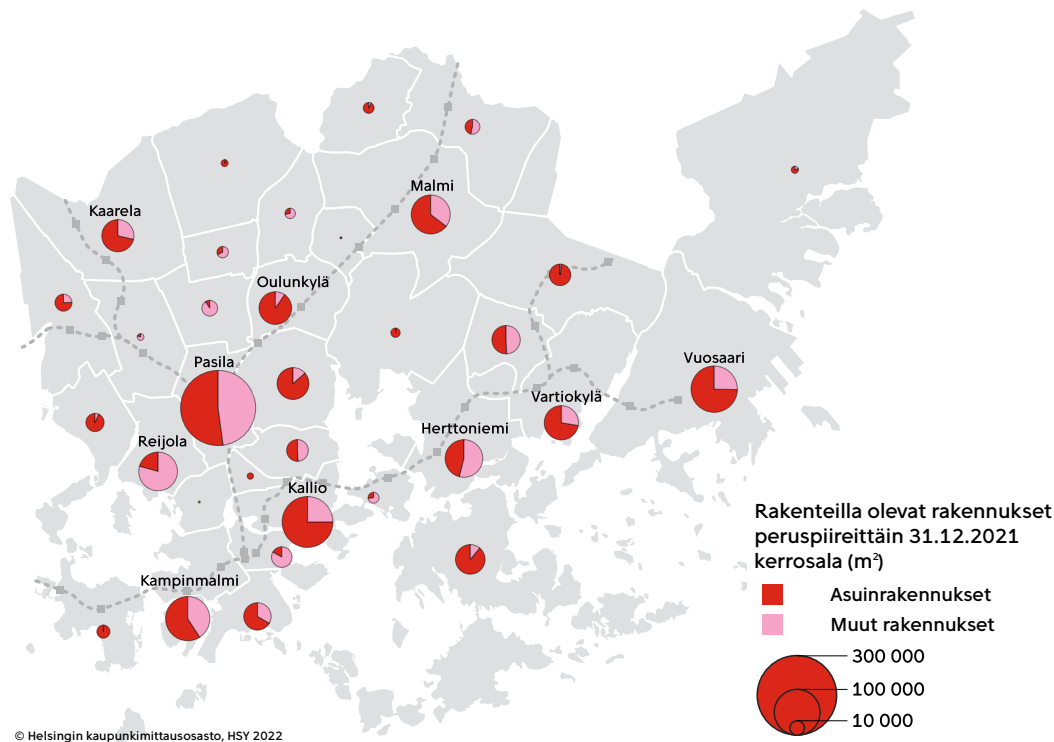 Malmi
Kaarela
Oulunkylä
Pasila
Vuosaari
Vartiokylä
Herttoniemi
Reijola
Kallio
Kampinmalmi
Rakenteilla olevat rakennukset
peruspiireittäin 31.12.2021
kerrosala (m²)
Asuinrakennukset
Muut rakennukset
300 000
100 000
10 000
© Helsingin kaupunkimittausosasto, HSY 2022